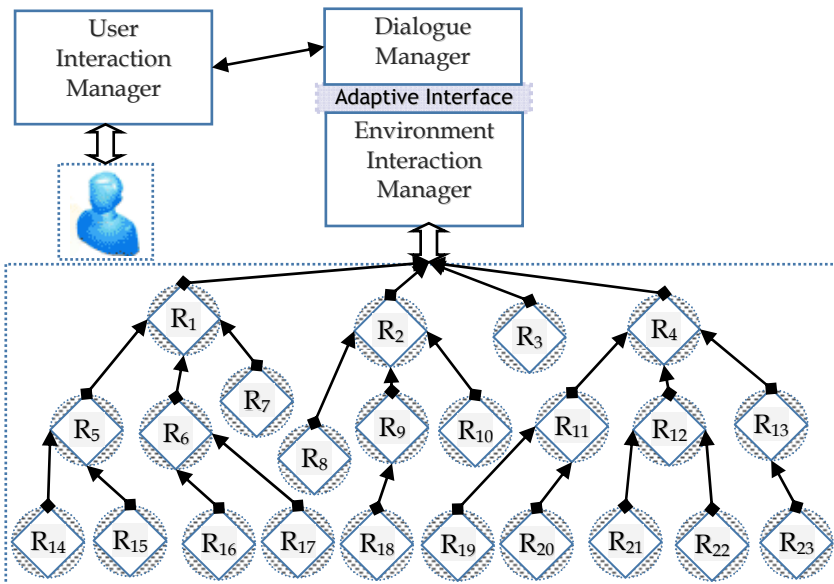 User
Interaction
Manager
Dialogue
Manager
Adaptive Interface
Environment
Interaction
Manager
R1
R2
R3
R4
R5
R6
R7
R8
R9
R10
R11
R12
R13
R14
R15
R16
R17
R18
R19
R20
R21
R22
R23